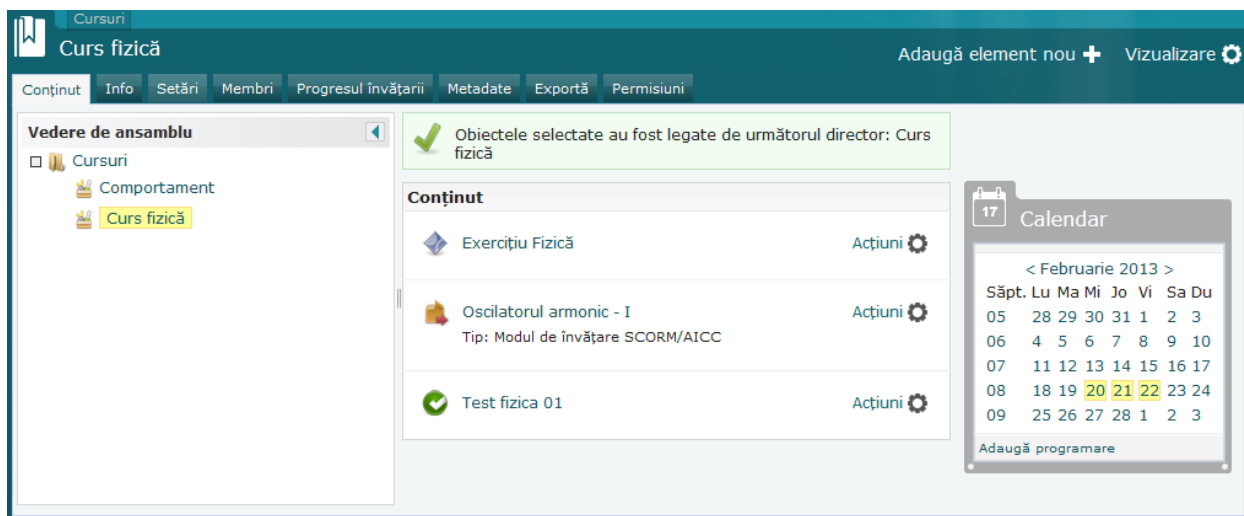 Cursuri
Curs fizică
Adaugă element nou
Vizualizare
Conținut Info Setări Membri Progresul învățarii Metadate Exportă Permisiuni
Vedere de ansamblu
Cursuri
Comportament
Curs fizică
Obiectele selectate au fost legate de următorul director: Curs
fizică
Conținut
Exercițiu Fizică Acțiuni
Oscilatorul armonic - I Acțiuni
Tip: Modul de învățare SCORM/AICC
Test fizica 01 Acțiuni
17
Calendar
< Februarie 2013 >
Săpt. Lu Ma Mi Jo Vi Sa Du
05 28 29 30 31 1 2 3
06 4 5 6 7 8 9 10
07 11 12 13 14 15 16 17
08 18 19 20 21 22 23 24
09 25 26 27 28 1 2 3
Adaugă programare